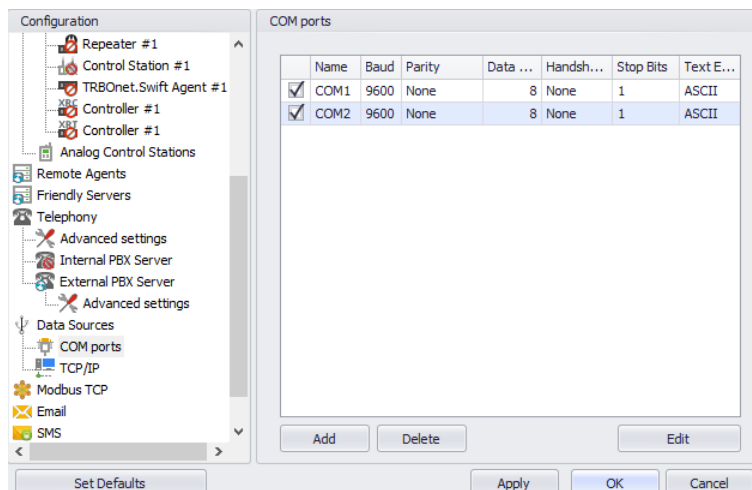 Configuration
Repeater #1
Control Station #1
TRBOnet.Swift Agent #1
XRC Controller #1
XRT Controller #1
Analog Control Stations
Remote Agents
Friendly Servers
Telephony
Advanced settings
Internal PBX Server
External PBX Server
Advanced settings
Data Sources
COM ports
TCP/IP
Modbus TCP
Email
SMS
Set Defaults
COM ports
Name Baud Parity Data ... Handsh... Stop Bits Text E...
COM1 9600 None 8 None 1 ASCII
COM2 9600 None 8 None 1 ASCII
Add Delete Edit
Apply OK Cancel